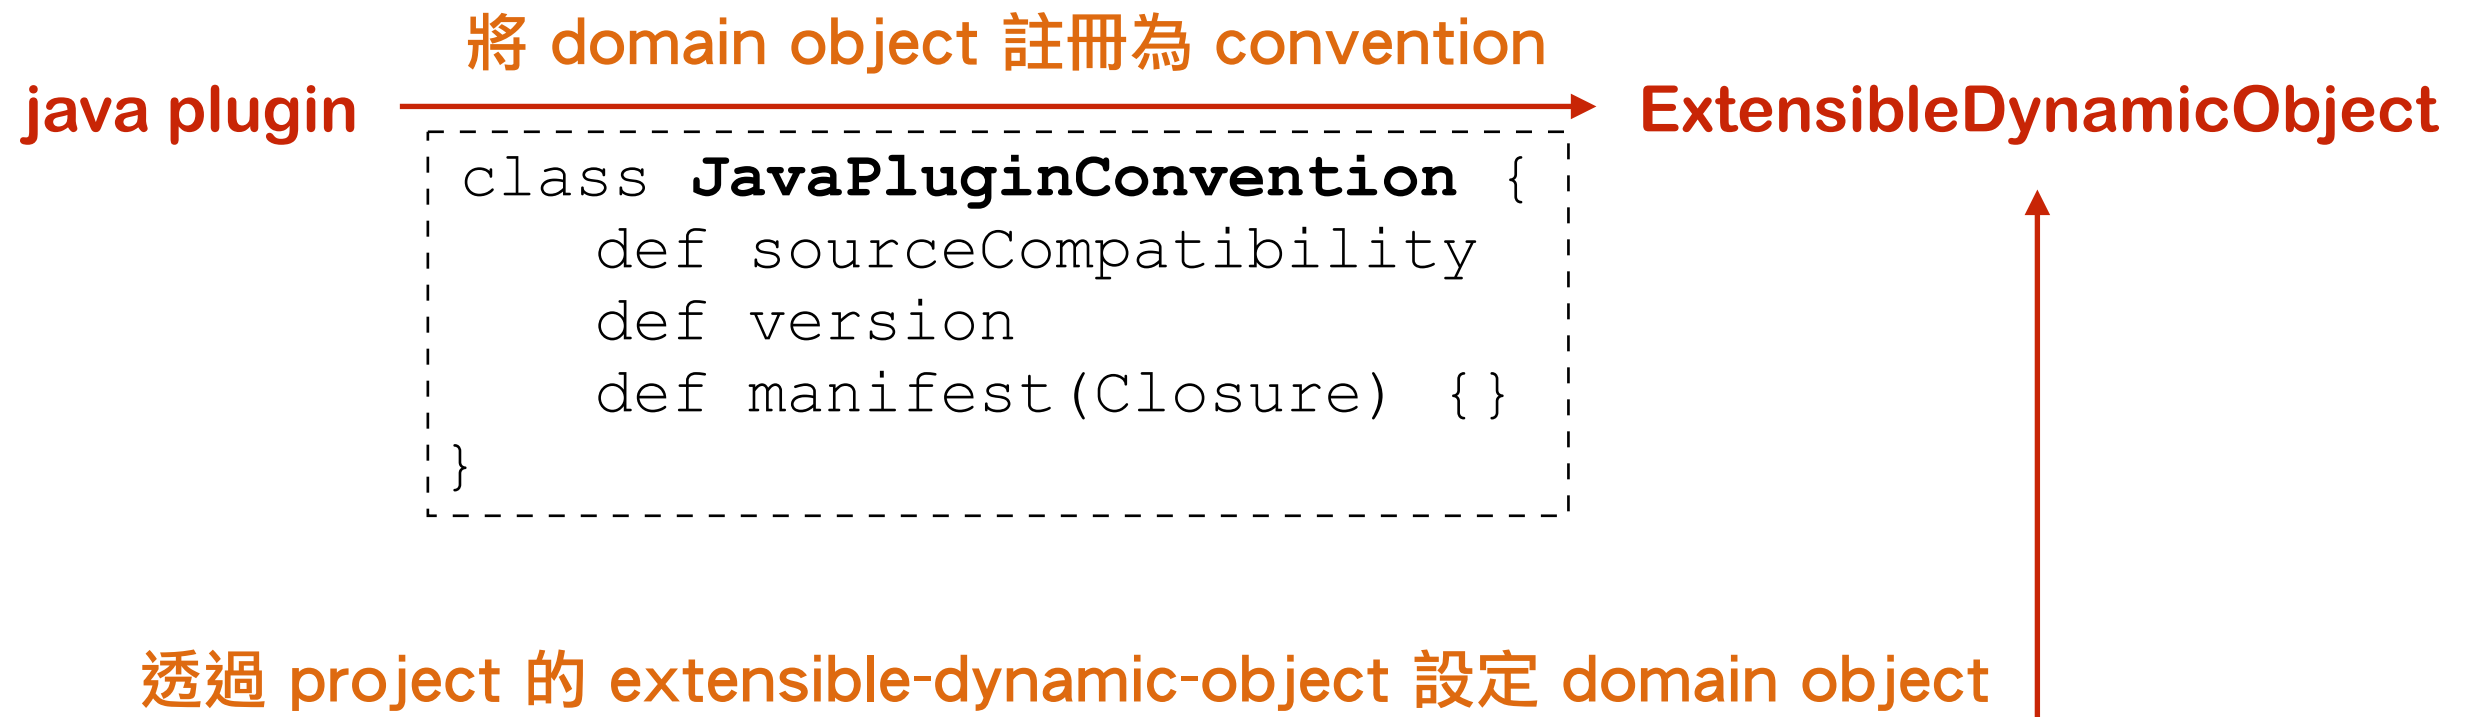 將 domain object 註冊為 convention
java plugin
ExtensibleDynamicObject
class JavaPluginConvention {
def sourceCompatibility
def version
def manifest(Closure) {}
}
透過 project 的 extensible-dynamic-object 設定 domain object